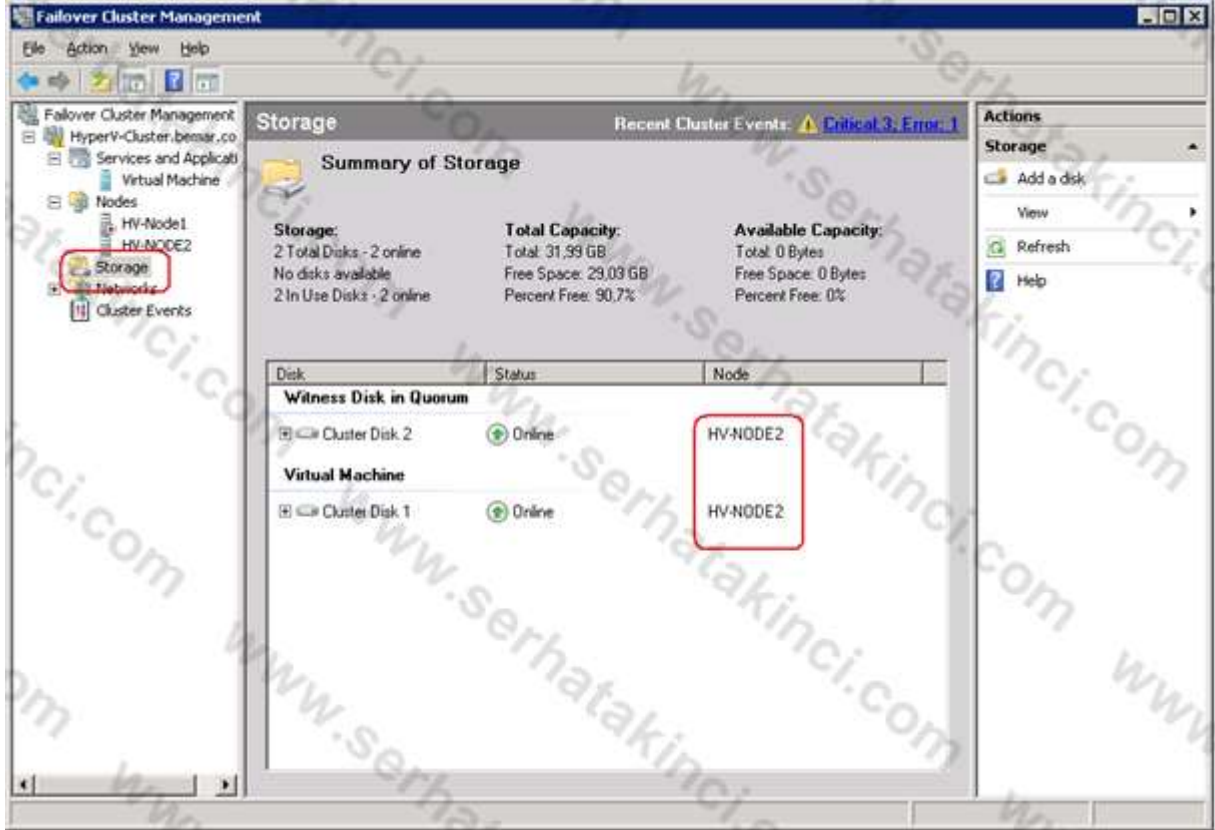 Failover Cluster Management
File Action View Help
Failover Cluster Management
HyperV-Cluster.bemar.co
Services and Applicati
Virtual Machine
Nodes
HV-Node1
HV-NODE2
Storage
Networks
Cluster Events
Storage
Recent Cluster Events: Critical: 3, Error: 1
Summary of Storage
Storage:
2 Total Disks - 2 online
No disks available
2 In Use Disks - 2 online
Total Capacity:
Total: 31,99 GB
Free Space: 29,03 GB
Percent Free: 90,7%
Available Capacity:
Total: 0 Bytes
Free Space: 0 Bytes
Percent Free: 0%
Disk Status Node
Witness Disk in Quorum
Cluster Disk 2 Online HV-NODE2
Virtual Machine
Cluster Disk 1 Online HV-NODE2
Actions
Storage
Add a disk
View
Refresh
Help
www.serhatakinci.com